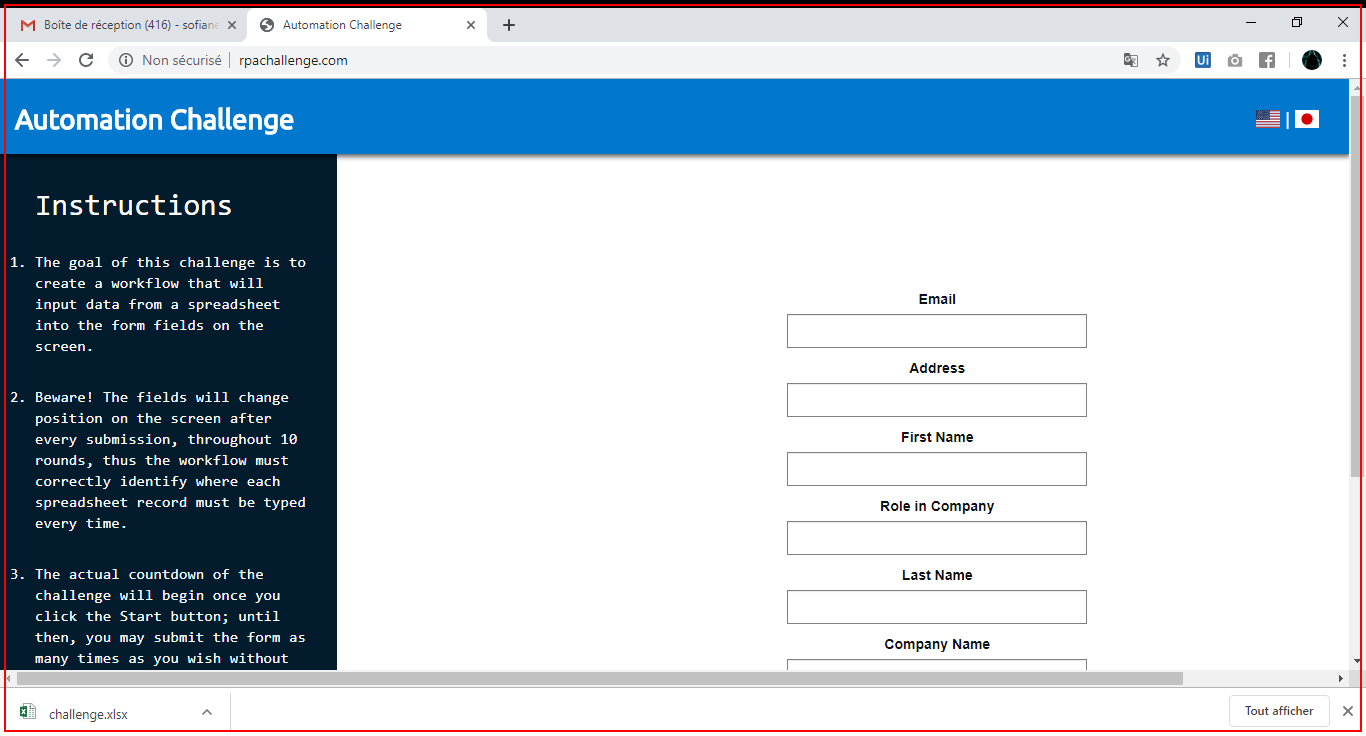 Boîte de réception (416) - sofiane
Automation Challenge
Non sécurisé
rpachallenge.com
Ui
Automation Challenge
|
Instructions
1. The goal of this challenge is to
create a workflow that will
input data from a spreadsheet
into the form fields on the
screen.
2. Beware! The fields will change
position on the screen after
every submission, throughout 10
rounds, thus the workflow must
correctly identify where each
spreadsheet record must be typed
every time.
3. The actual countdown of the
challenge will begin once you
click the Start button; until
then, you may submit the form as
many times as you wish without
Email
Address
First Name
Role in Company
Last Name
Company Name
challenge.xlsx
Tout afficher